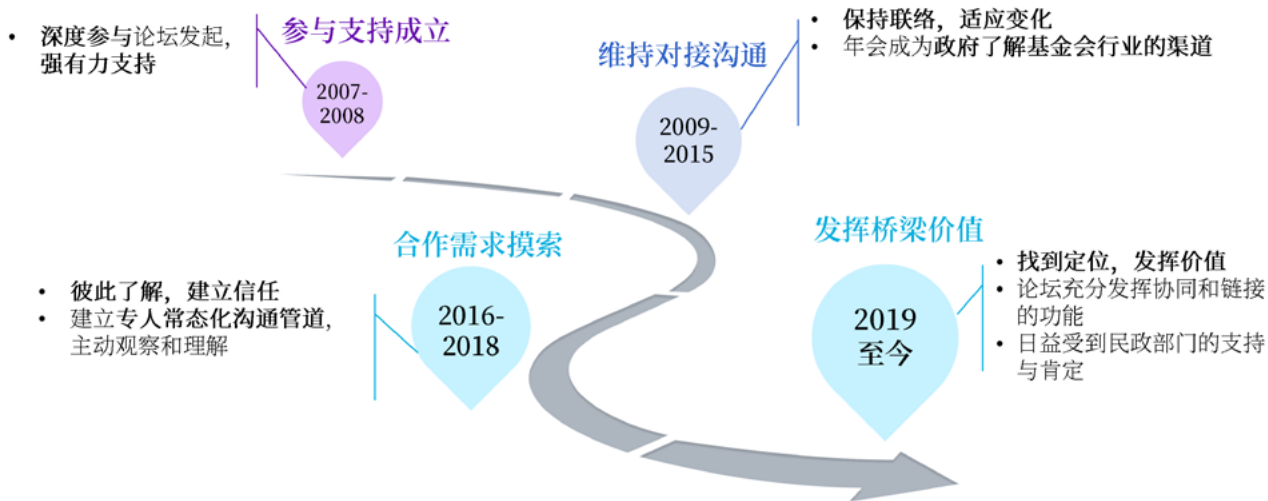 参与支持成立
2007-
2008
• 深度参与论坛发起，
强有力支持
维持对接沟通
2009-
2015
• 保持联络，适应变化
• 年会成为政府了解基金会行业的渠道
合作需求摸索
2016-
2018
• 彼此了解，建立信任
• 建立专人常态化沟通管道，
主动观察和理解
发挥桥梁价值
2019
至今
• 找到定位，发挥价值
• 论坛充分发挥协同和链接
的功能
• 日益受到民政部门的支持
与肯定